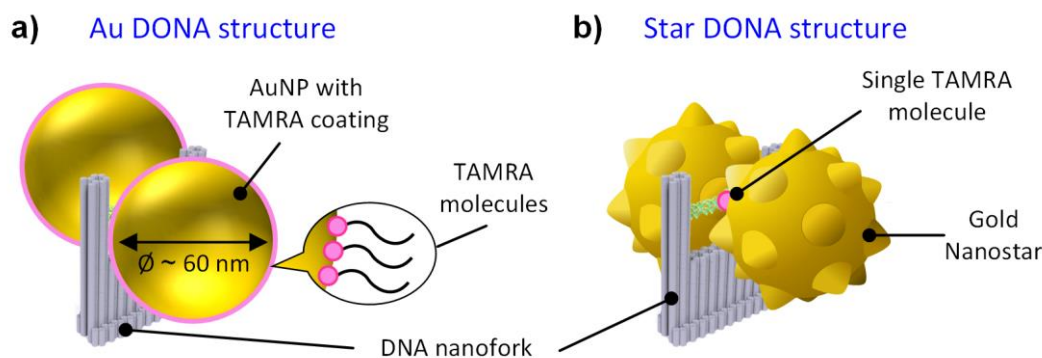 a) Au DONA structure
b) Star DONA structure
AuNP with
TAMRA coating
TAMRA
molecules
Ø ~ 60 nm
Single TAMRA
molecule
Gold
Nanostar
DNA nanofork